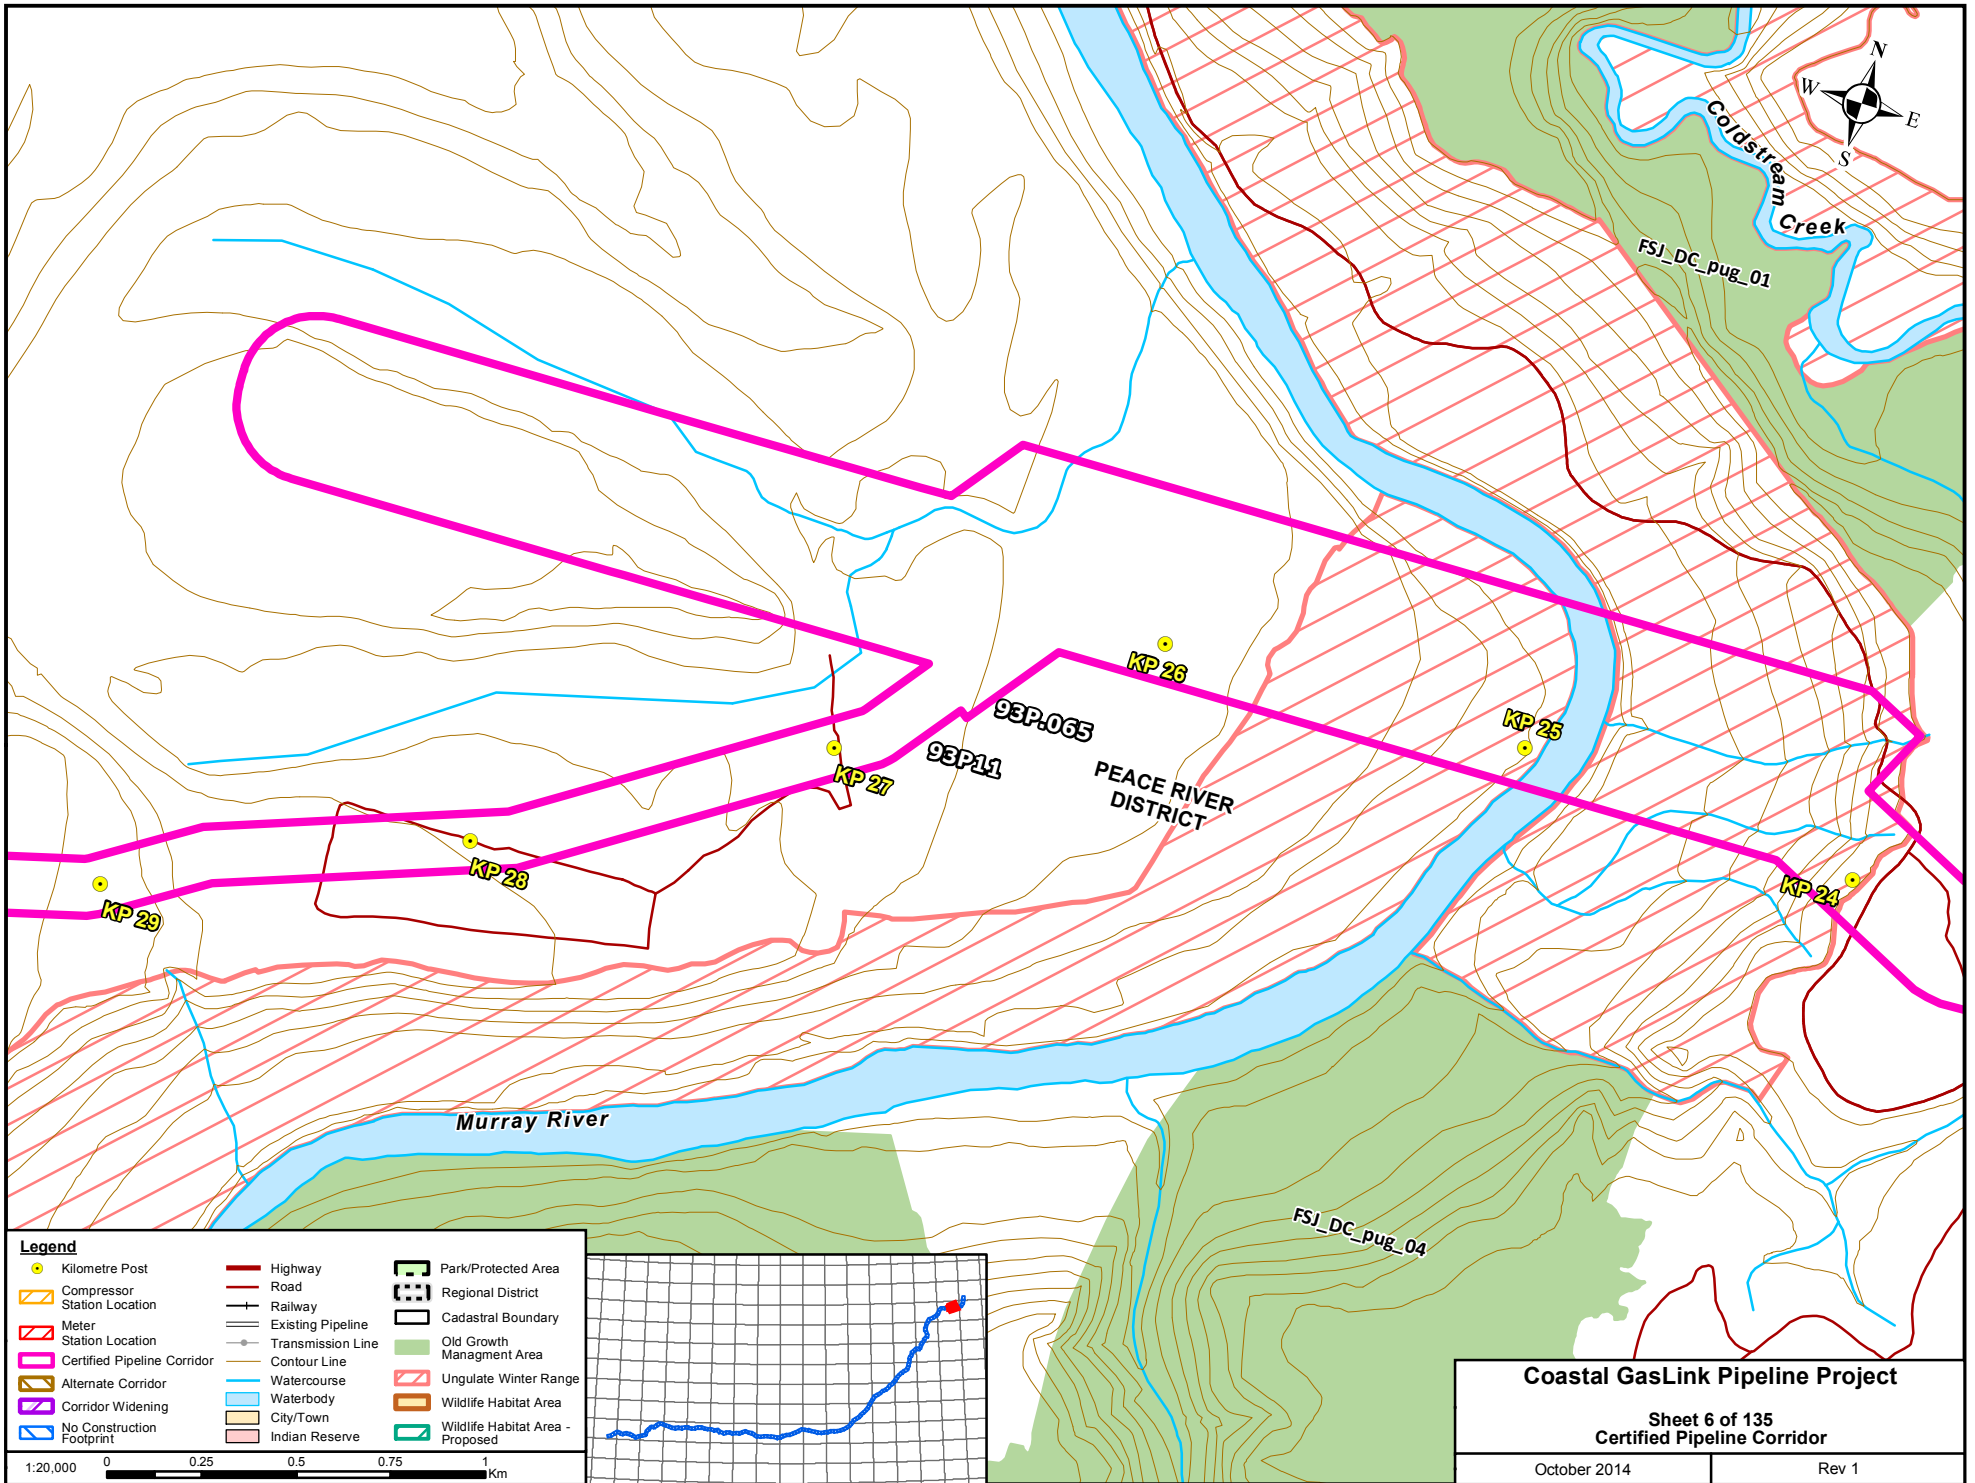 N
W
E
S
Coldstream
Creek
FSJ_DC_pug_01
KP 26
93P.065
93P11
KP 25
KP 27
PEACE RIVER
DISTRICT
KP 28
KP 24
KP 29
Murray River
FSJ_DC_pug_04
Legend
Kilometre Post
Compressor
Station Location
Meter
Station Location
Certified Pipeline Corridor
Alternate Corridor
Corridor Widening
No Construction
Footprint
Highway
Road
Railway
Existing Pipeline
Transmission Line
Contour Line
Watercourse
Waterbody
City/Town
Indian Reserve
Park/Protected Area
Regional District
Cadastral Boundary
Old Growth
Managment Area
Ungulate Winter Range
Wildlife Habitat Area
Wildlife Habitat Area -
Proposed
1:20,000
0 0.25 0.5 0.75 1
Km
Coastal GasLink Pipeline Project
Sheet 6 of 135
Certified Pipeline Corridor
October 2014
Rev 1